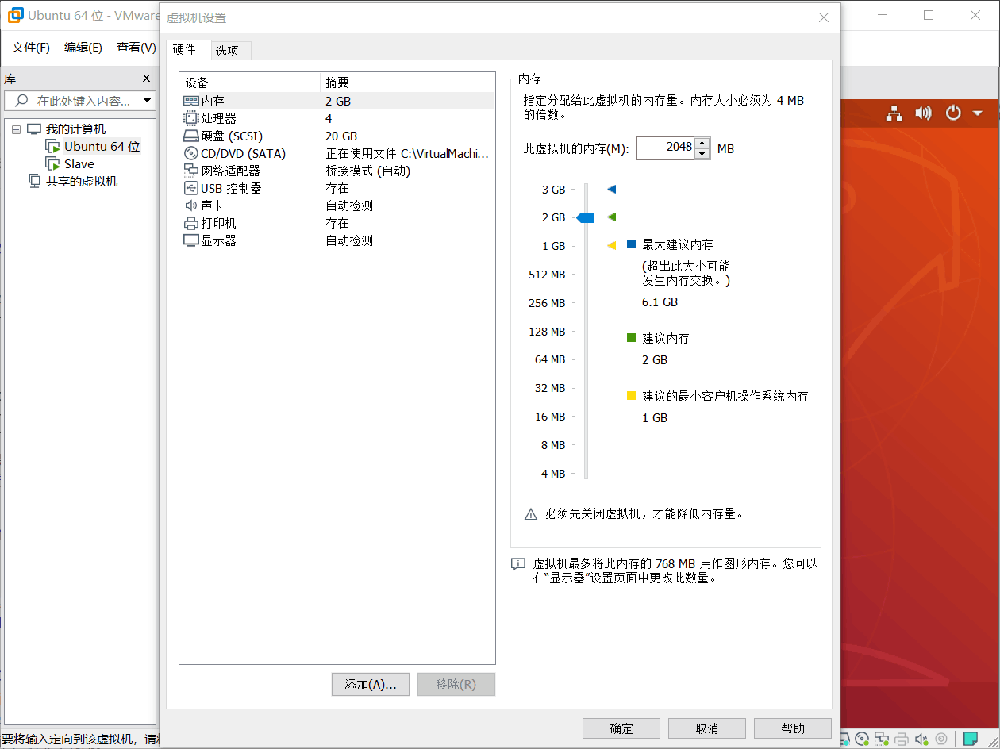 Ubuntu 64 位 - VMware
虚拟机设置
文件(F) 编辑(E) 查看(V)
硬件 选项
库
在此处键入内容...
我的计算机
Ubuntu 64 位
Slave
共享的虚拟机
设备 摘要
内存 2 GB
处理器 4
硬盘 (SCSI) 20 GB
CD/DVD (SATA) 正在使用文件 C:\VirtualMachi...
网络适配器 桥接模式 (自动)
USB 控制器 存在
声卡 自动检测
打印机 存在
显示器 自动检测
添加(A)... 移除(R)
内存
指定分配给此虚拟机的内存量。内存大小必须为 4 MB
的倍数。
此虚拟机的内存(M): 2048 MB
3 GB
2 GB
1 GB
512 MB
256 MB
128 MB
64 MB
32 MB
16 MB
8 MB
4 MB
最大建议内存
(超出此大小可能
发生内存交换。)
6.1 GB
建议内存
2 GB
建议的最小客户机操作系统内存
1 GB
必须先关闭虚拟机，才能降低内存量。
虚拟机最多将此内存的 768 MB 用作图形内存。您可以
在“显示器”设置页面中更改此数量。
确定 取消 帮助
要将输入定向到该虚拟机，请